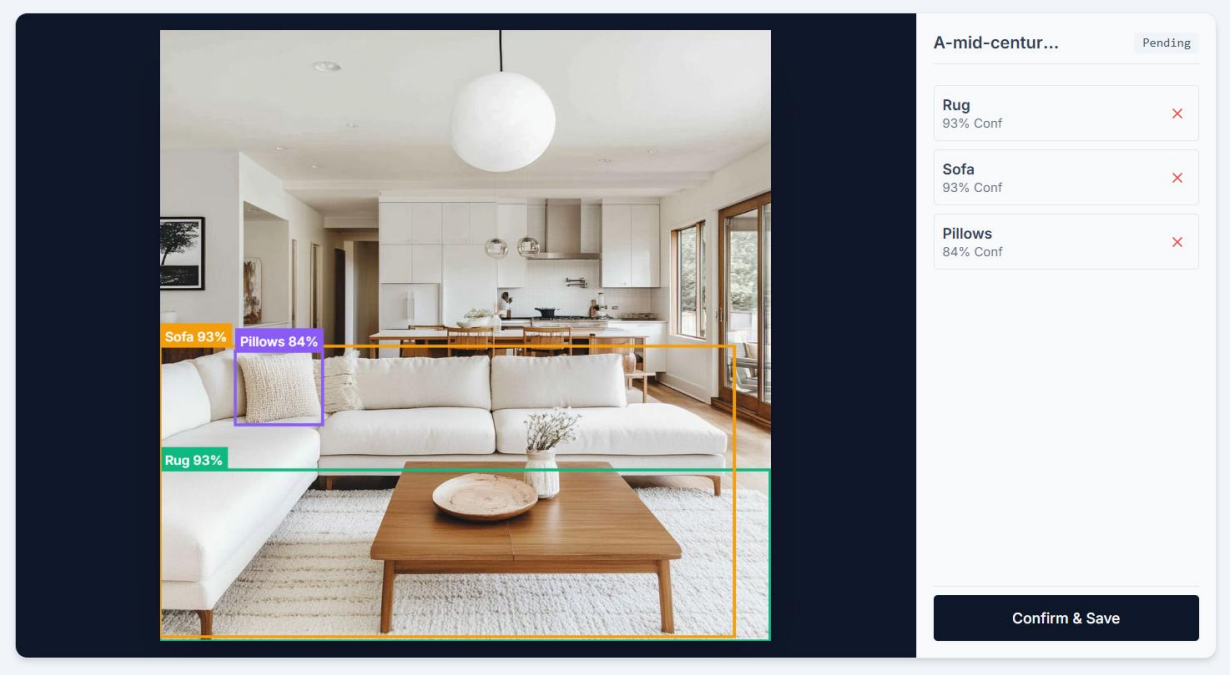 A-mid-centur...
Pending
Rug
93% Conf
Sofa
93% Conf
Pillows
84% Conf
Sofa 93%
Pillows 84%
Rug 93%
Confirm & Save